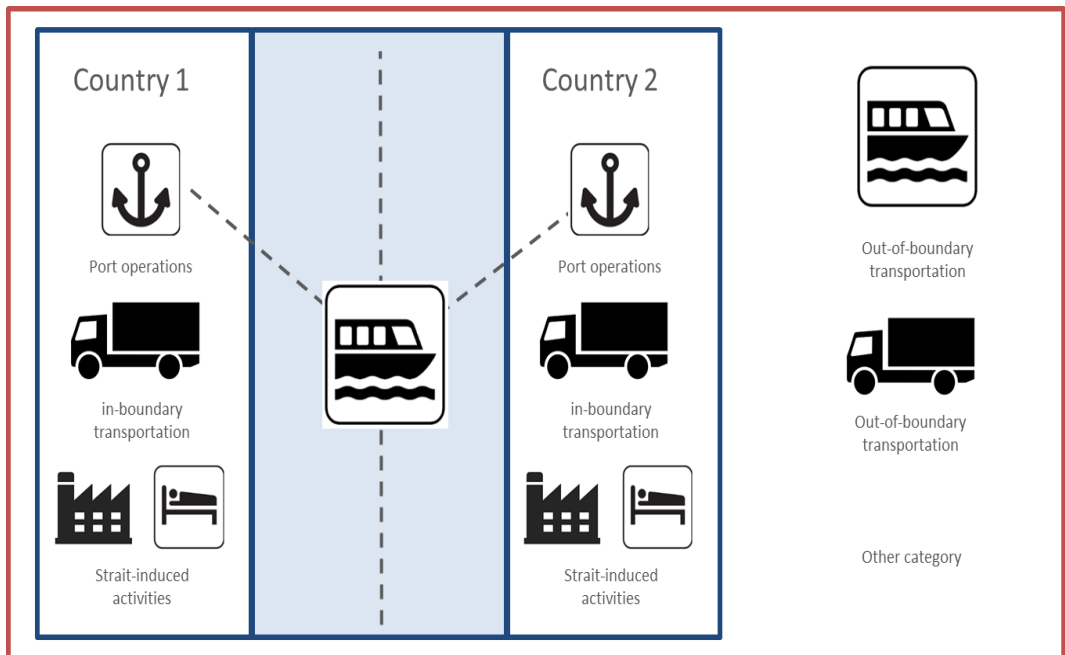 Country 1
Port operations
in-boundary
transportation
Strait-induced
activities
Country 2
Port operations
in-boundary
transportation
Strait-induced
activities
Out-of-boundary
transportation
Out-of-boundary
transportation
Other category